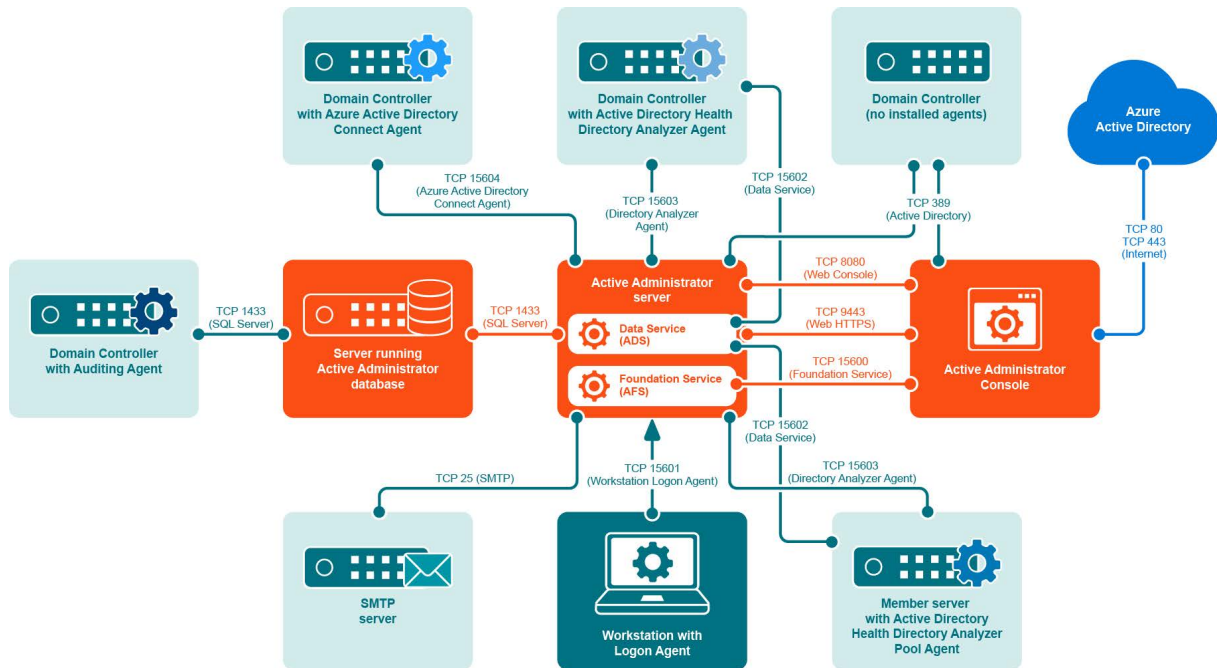 Domain Controller
with Azure Active Directory
Connect Agent
Domain Controller
with Active Directory Health
Directory Analyzer Agent
Domain Controller
(no installed agents)
Azure
Active Directory
TCP 15604
(Azure Active Directory
Connect Agent)
TCP 15603
(Directory Analyzer
Agent)
TCP 15602
(Data Service)
TCP 389
(Active Directory)
TCP 80
TCP 443
(Internet)
Domain Controller
with Auditing Agent
TCP 1433
(SQL Server)
Server running
Active Administrator
database
TCP 1433
(SQL Server)
Active Administrator
server
Data Service
(ADS)
Foundation Service
(AFS)
TCP 8080
(Web Console)
TCP 9443
(Web HTTPS)
TCP 15600
(Foundation Service)
Active Administrator
Console
TCP 25 (SMTP)
TCP 15601
(Workstation Logon Agent)
TCP 15602
(Data Service)
TCP 15603
(Directory Analyzer Agent)
SMTP
server
Workstation with
Logon Agent
Member server
with Active Directory
Health Directory Analyzer
Pool Agent